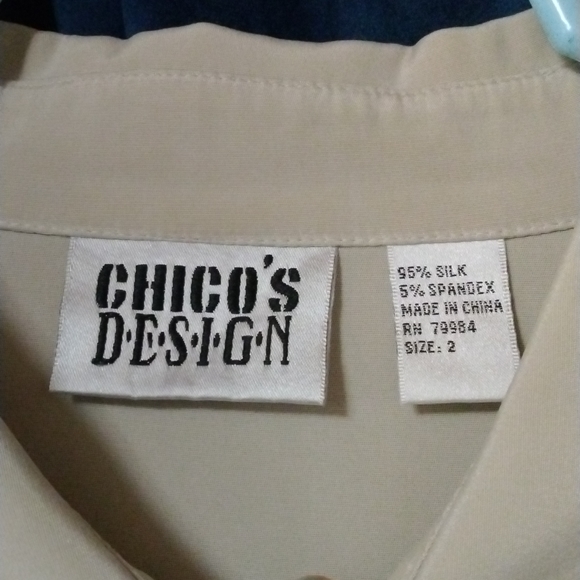 CHICO'S
D•E•S•I•G•N
95% SILK
5% SPANDEX
MADE IN CHINA
RN 79984
SIZE: 2